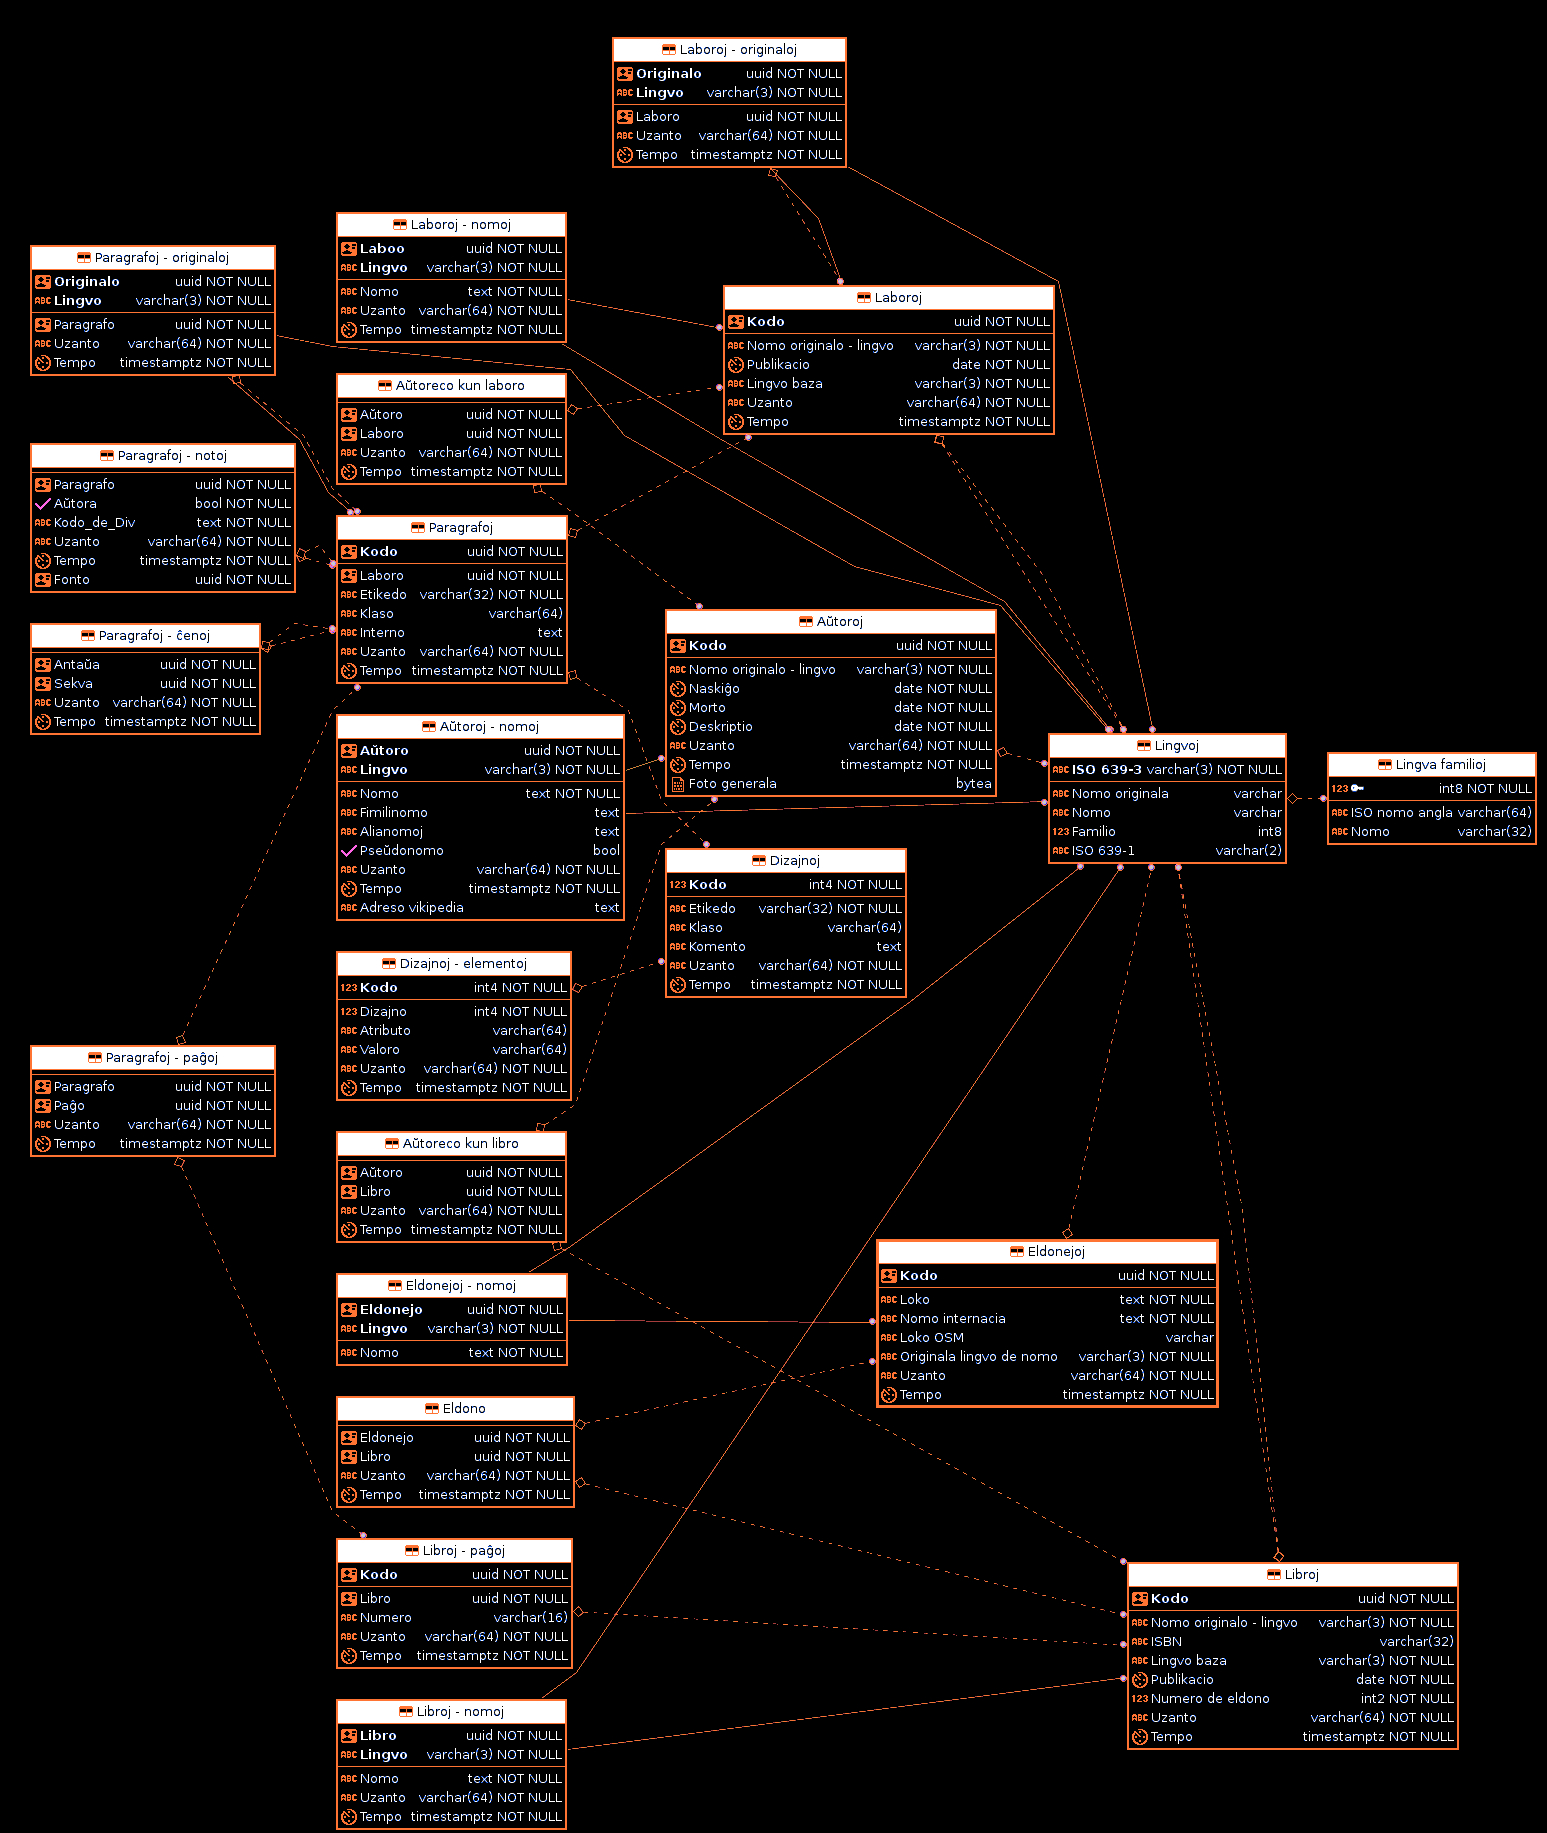 Laboroj - originaloj
Originalo uuid NOT NULL
Lingvo varchar(3) NOT NULL
Laboro uuid NOT NULL
Uzanto varchar(64) NOT NULL
Tempo timestamptz NOT NULL
Laboroj - nomoj
Laboo uuid NOT NULL
Lingvo varchar(3) NOT NULL
Nomo text NOT NULL
Uzanto varchar(64) NOT NULL
Tempo timestamptz NOT NULL
Paragrafoj - originaloj
Originalo uuid NOT NULL
Lingvo varchar(3) NOT NULL
Paragrafo uuid NOT NULL
Uzanto varchar(64) NOT NULL
Tempo timestamptz NOT NULL
Laboroj
Kodo uuid NOT NULL
Nomo originalo - lingvo varchar(3) NOT NULL
Publikacio date NOT NULL
Lingvo baza varchar(3) NOT NULL
Uzanto varchar(64) NOT NULL
Tempo timestamptz NOT NULL
Aŭtoreco kun laboro
Aŭtoro uuid NOT NULL
Laboro uuid NOT NULL
Uzanto varchar(64) NOT NULL
Tempo timestamptz NOT NULL
Paragrafoj - notoj
Paragrafo uuid NOT NULL
Aŭtora bool NOT NULL
Kodo_de_Div text NOT NULL
Uzanto varchar(64) NOT NULL
Tempo timestamptz NOT NULL
Fonto uuid NOT NULL
Paragrafoj
Kodo uuid NOT NULL
Laboro uuid NOT NULL
Etikedo varchar(32) NOT NULL
Klaso varchar(64)
Interno text
Uzanto varchar(64) NOT NULL
Tempo timestamptz NOT NULL
Paragrafoj - ĉenoj
Antaŭa uuid NOT NULL
Sekva uuid NOT NULL
Uzanto varchar(64) NOT NULL
Tempo timestamptz NOT NULL
Aŭtoroj
Kodo uuid NOT NULL
Nomo originalo - lingvo varchar(3) NOT NULL
Naskiĝo date NOT NULL
Morto date NOT NULL
Deskriptio date NOT NULL
Uzanto varchar(64) NOT NULL
Tempo timestamptz NOT NULL
Foto generala bytea
Aŭtoroj - nomoj
Aŭtoro uuid NOT NULL
Lingvo varchar(3) NOT NULL
Nomo text NOT NULL
Fimilinomo text
Alianomoj text
Pseŭdonomo bool
Uzanto varchar(64) NOT NULL
Tempo timestamptz NOT NULL
Adreso vikipedia text
Lingvoj
ISO 639-3 varchar(3) NOT NULL
Nomo originala varchar
Nomo varchar
Familio int8
ISO 639-1 varchar(2)
Lingva familioj
int8 NOT NULL
ISO nomo angla varchar(64)
Nomo varchar(32)
Dizajnoj
Kodo int4 NOT NULL
Etikedo varchar(32) NOT NULL
Klaso varchar(64)
Komento text
Uzanto varchar(64) NOT NULL
Tempo timestamptz NOT NULL
Dizajnoj - elementoj
Kodo int4 NOT NULL
Dizajno int4 NOT NULL
Atributo varchar(64)
Valoro varchar(64)
Uzanto varchar(64) NOT NULL
Tempo timestamptz NOT NULL
Paragrafoj - paĝoj
Paragrafo uuid NOT NULL
Paĝo uuid NOT NULL
Uzanto varchar(64) NOT NULL
Tempo timestamptz NOT NULL
Aŭtoreco kun libro
Aŭtoro uuid NOT NULL
Libro uuid NOT NULL
Uzanto varchar(64) NOT NULL
Tempo timestamptz NOT NULL
Eldonejoj - nomoj
Eldonejo uuid NOT NULL
Lingvo varchar(3) NOT NULL
Nomo text NOT NULL
Eldonejoj
Kodo uuid NOT NULL
Loko text NOT NULL
Nomo internacia text NOT NULL
Loko OSM varchar
Originala lingvo de nomo varchar(3) NOT NULL
Uzanto varchar(64) NOT NULL
Tempo timestamptz NOT NULL
Eldono
Eldonejo uuid NOT NULL
Libro uuid NOT NULL
Uzanto varchar(64) NOT NULL
Tempo timestamptz NOT NULL
Libroj - paĝoj
Kodo uuid NOT NULL
Libro uuid NOT NULL
Numero varchar(16)
Uzanto varchar(64) NOT NULL
Tempo timestamptz NOT NULL
Libroj
Kodo uuid NOT NULL
Nomo originalo - lingvo varchar(3) NOT NULL
ISBN varchar(32)
Lingvo baza varchar(3) NOT NULL
Publikacio date NOT NULL
Numero de eldono int2 NOT NULL
Uzanto varchar(64) NOT NULL
Tempo timestamptz NOT NULL
Libroj - nomoj
Libro uuid NOT NULL
Lingvo varchar(3) NOT NULL
Nomo text NOT NULL
Uzanto varchar(64) NOT NULL
Tempo timestamptz NOT NULL